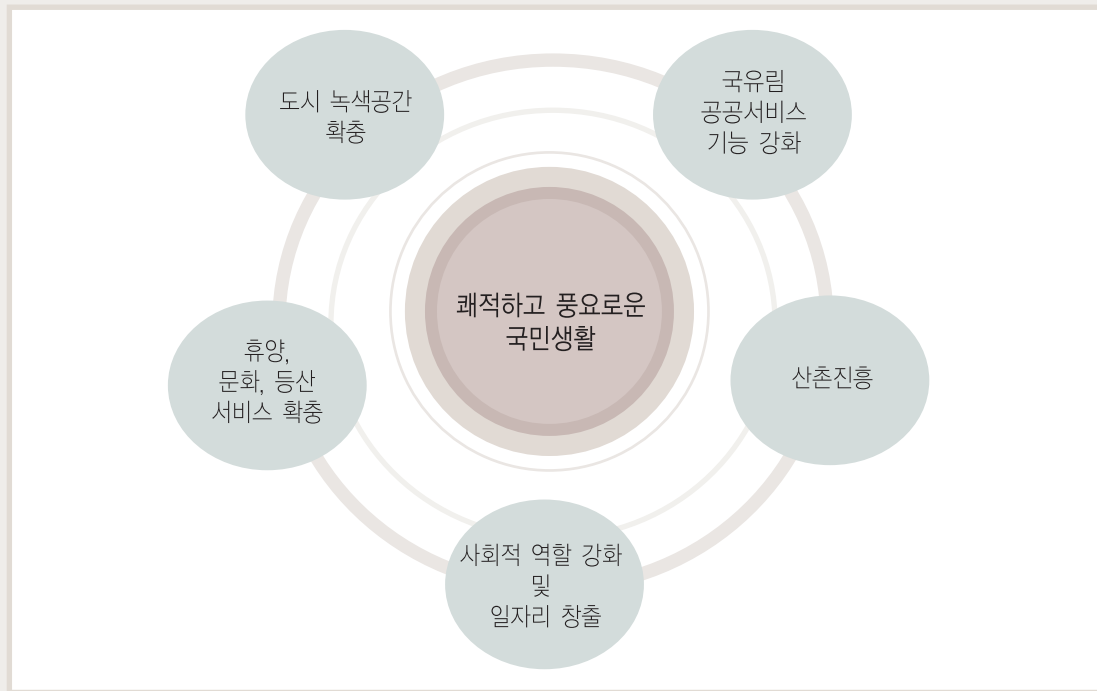 도시 녹색공간
확충
국유림
공공서비스
기능 강화
쾌적하고 풍요로운
국민생활
휴양,
문화, 등산
서비스 확충
산촌진흥
사회적 역할 강화
및
일자리 창출